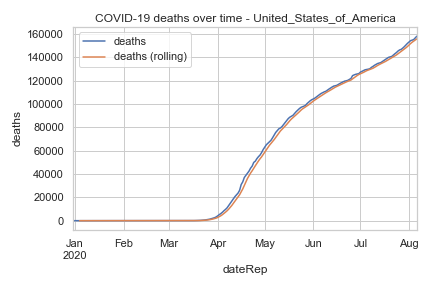 COVID-19 deaths over time - United_States_of_America
deaths
deaths (rolling)
160000
140000
120000
100000
80000
60000
40000
20000
0
deaths
Jan Feb Mar Apr May Jun Jul Aug
2020
dateRep